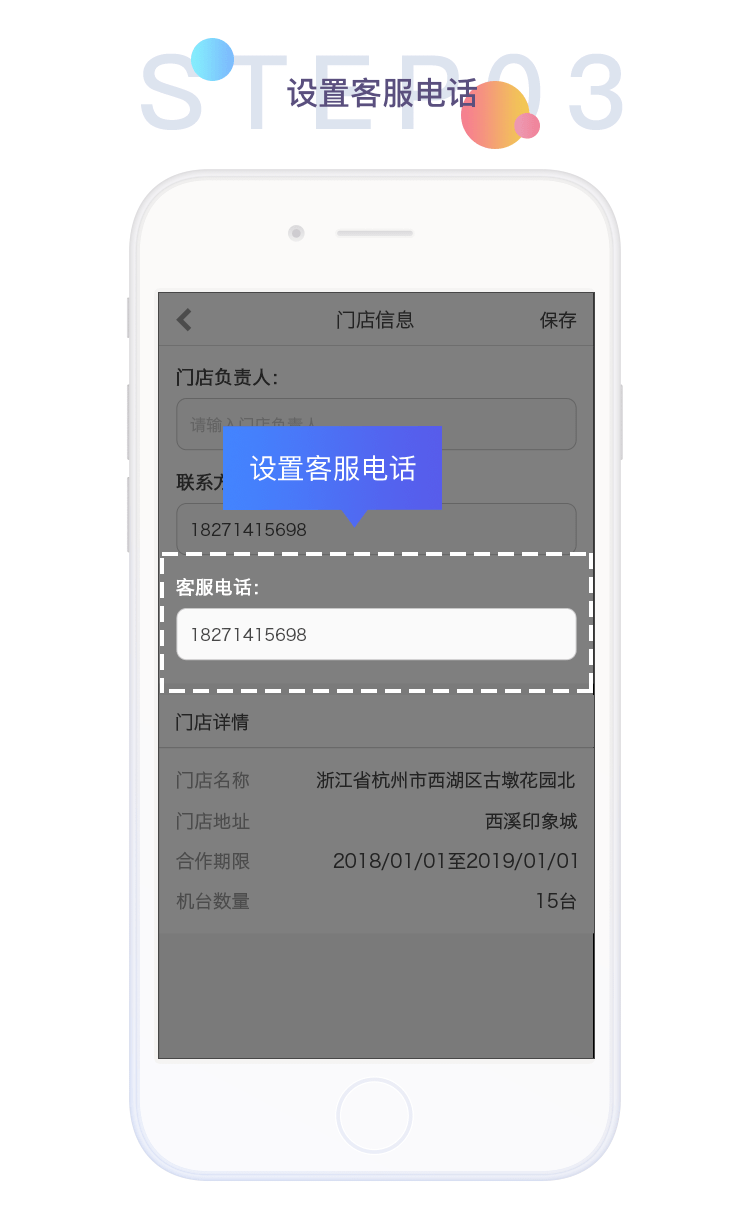 STEP03
设置客服电话
门店信息
保存
门店负责人：
请输入门店负责人
设置客服电话
联系方
18271415698
客服电话：
18271415698
门店详情
门店名称 浙江省杭州市西湖区古墩花园北
门店地址 西溪印象城
合作期限 2018/01/01至2019/01/01
机台数量 15台